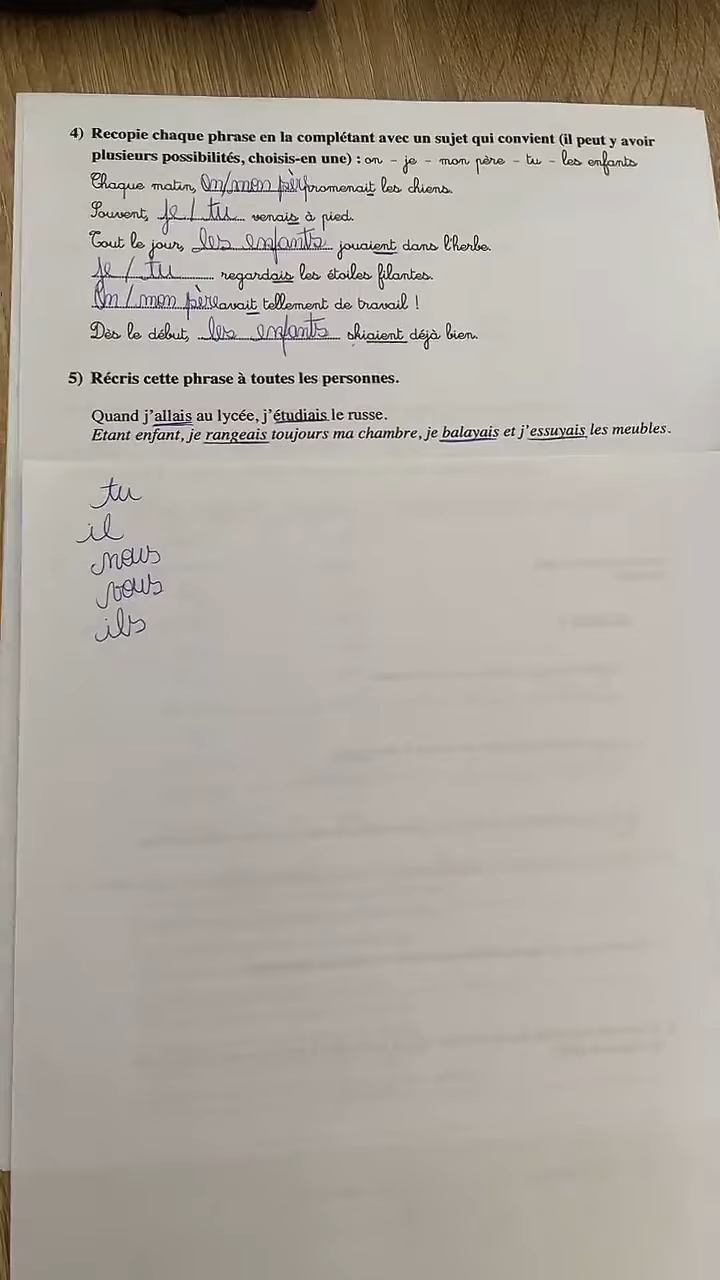 4) Recopie chaque phrase en la complétant avec un sujet qui convient (il peut y avoir
plusieurs possibilités, choisis-en une) : on - je - mon père - tu - les enfants
Chaque matin, On/mon père promenait les chiens.
Souvent, je / tu venais à pied.
Tout le jour, les enfants jouaient dans l'herbe.
je / tu regardais les étoiles filantes.
On / mon père avait tellement de travail !
Dès le début, les enfants skiaient déjà bien.
5) Récris cette phrase à toutes les personnes.
Quand j'allais au lycée, j'étudiais le russe.
Etant enfant, je rangeais toujours ma chambre, je balayais et j'essuyais les meubles.
tu
il
nous
vous
ils